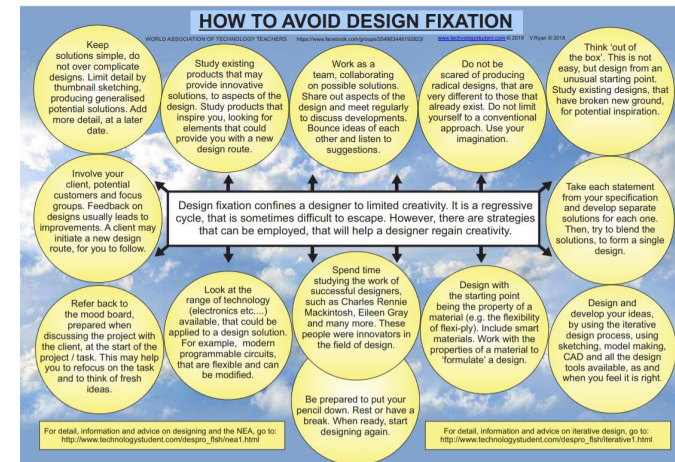 HOW TO AVOID DESIGN FIXATION
WORLD ASSOCIATION OF TECHNOLOGY TEACHERS https://www.facebook.com/groups/254963448192823/ www.technologystudent.com © 2018 V.Ryan © 2018
Keep
solutions simple, do
not over complicate
designs. Limit detail by
thumbnail sketching,
producing generalised
potential solutions. Add
more detail, at a later
date.
Study existing
products that may
provide innovative
solutions, to aspects of the
design. Study products that
inspire you, looking for
elements that could
provide you with a new
design route.
Work as a
team, collaborating
on possible solutions.
Share out aspects of the
design and meet regularly
to discuss developments.
Bounce ideas of each
other and listen to
suggestions.
Do not be
scared of producing
radical designs, that are
very different to those
that already exist. Do not limit
yourself to a conventional
approach. Use your
imagination.
Think ‘out of
the box’. This is not
easy, but design from an
unusual starting point.
Study existing designs, that
have broken new ground,
for potential inspiration.
Involve your
client, potential
customers and focus
groups. Feedback on
designs usually leads to
improvements. A client may
initiate a new design
route, for you to follow.
Design fixation confines a designer to limited creativity. It is a regressive
cycle, that is sometimes difficult to escape. However, there are strategies
that can be employed, that will help a designer regain creativity.
Take each statement
from your specification
and develop separate
solutions for each one.
Then, try to blend the
solutions, to form a single
design.
Refer back to
the mood board,
prepared when
discussing the project with
the client, at the start of the
project / task. This may help
you to refocus on the task
and to think of fresh
ideas.
Look at the
range of technology
(electronics etc....)
available, that could be
applied to a design solution.
For example, modern
programmable circuits,
that are flexible and can
be modified.
Spend time
studying the work of
successful designers,
such as Charles Rennie
Mackintosh, Eileen Gray
and many more. These
people were innovators in
the field of design.
Be prepared to put your
pencil down. Rest or have a
break. When ready, start
designing again.
Design with
the starting point
being the property of a
material (e.g. the flexibility
of flexi-ply). Include smart
materials. Work with the
properties of a material to
‘formulate’ a design.
Design and
develop your ideas,
by using the iterative
design process, using
sketching, model making,
CAD and all the design
tools available, as and
when you feel it is right.
For detail, information and advice on designing and the NEA, go to:
http://www.technologystudent.com/despro_flsh/nea1.html
For detail, information and advice on iterative design, go to:
http://www.technologystudent.com/despro_flsh/iterative1.html